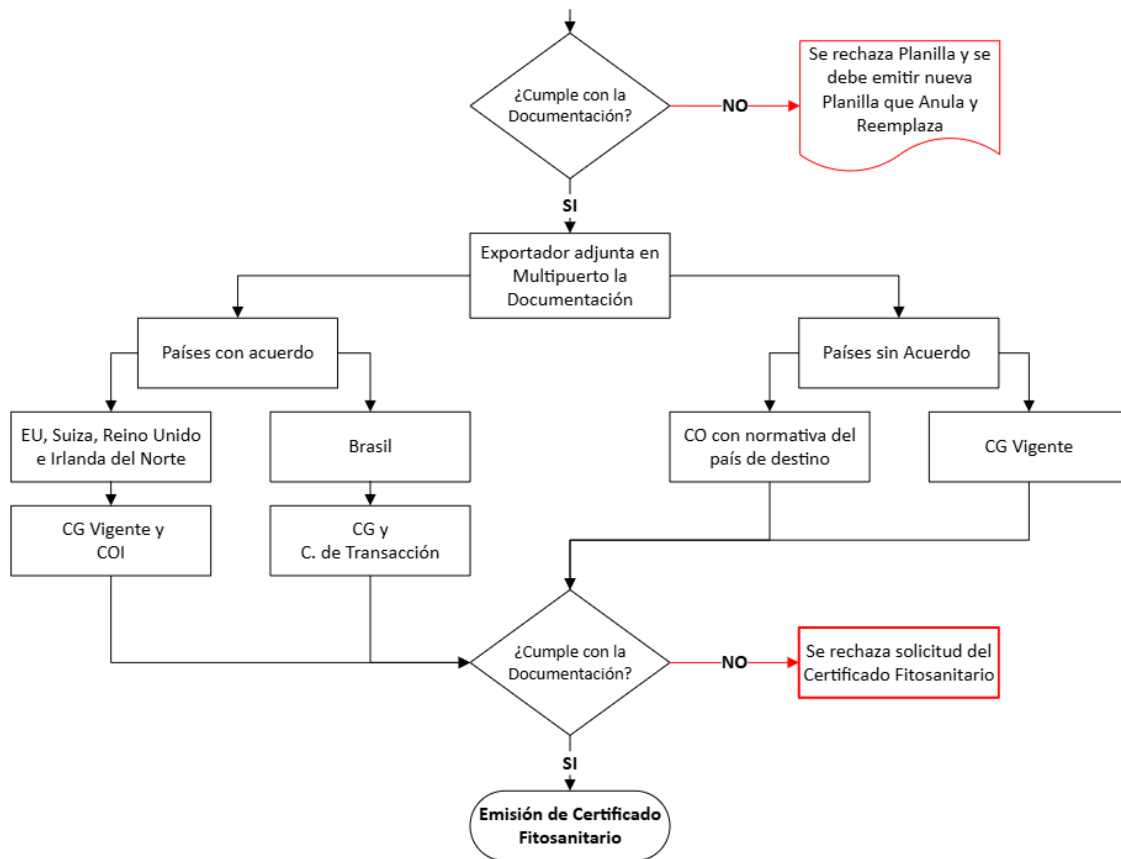 ¿Cumple con la
Documentación?
NO
Se rechaza Planilla y se
debe emitir nueva
Planilla que Anula y
Reemplaza
SI
Exportador adjunta en
Multipuerto la
Documentación
Países con acuerdo
Países sin Acuerdo
EU, Suiza, Reino Unido
e Irlanda del Norte
Brasil
CO con normativa del
país de destino
CG Vigente
CG Vigente y
COI
CG y
C. de Transacción
¿Cumple con la
Documentación?
NO
Se rechaza solicitud del
Certificado Fitosanitario
SI
Emisión de Certificado
Fitosanitario